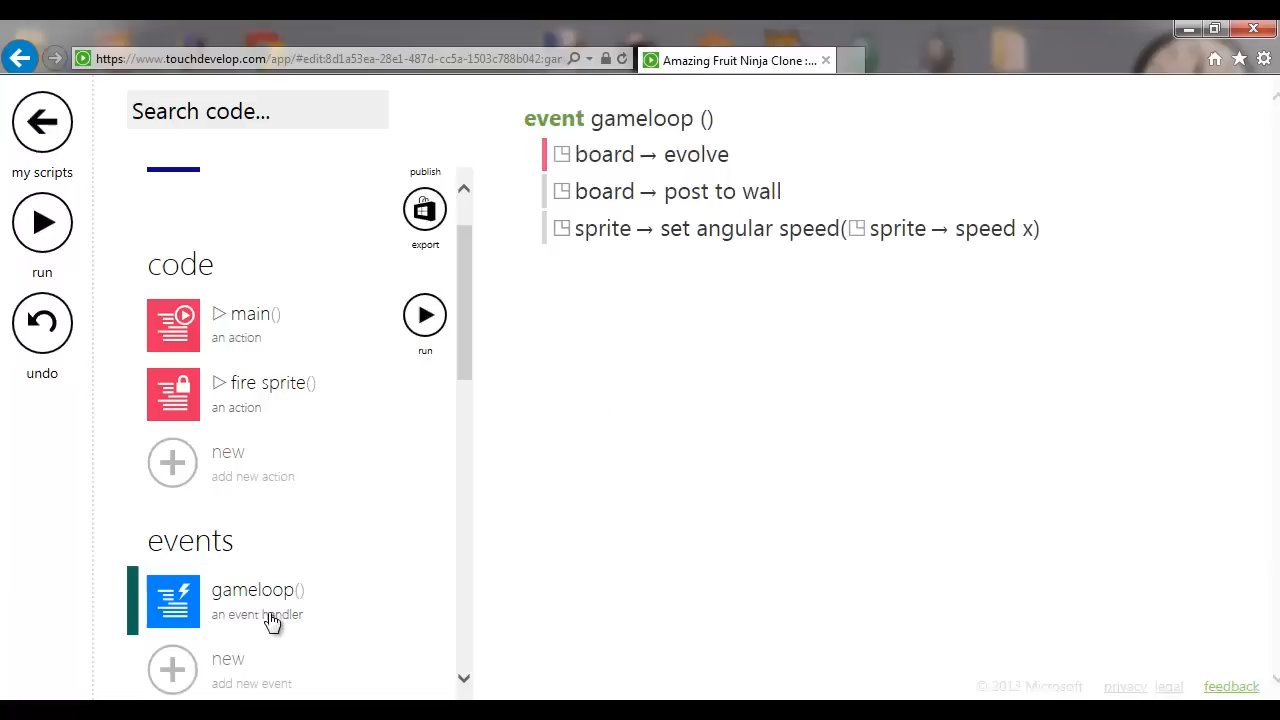 https://www.touchdevelop.com/app/#edit:8d1a53ea-28e1-487d-cc5a-1503c788b042:gar
Amazing Fruit Ninja Clone :...
my scripts
run
undo
Search code...
publish
export
code
▷ main()
an action
run
▷ fire sprite()
an action
new
add new action
events
gameloop()
an event handler
new
add new event
event gameloop ()
board → evolve
board → post to wall
sprite → set angular speed(sprite → speed x)
© 2013 Microsoft privacy legal feedback